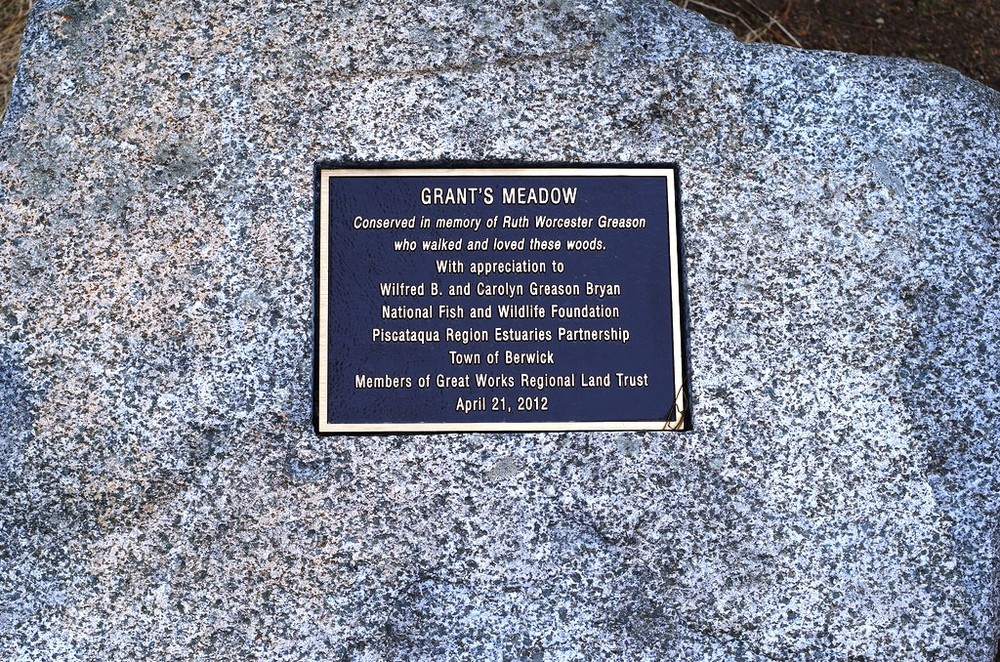 GRANT'S MEADOW
Conserved in memory of Ruth Worcester Greason
who walked and loved these woods.
With appreciation to
Wilfred B. and Carolyn Greason Bryan
National Fish and Wildlife Foundation
Piscataqua Region Estuaries Partnership
Town of Berwick
Members of Great Works Regional Land Trust
April 21, 2012